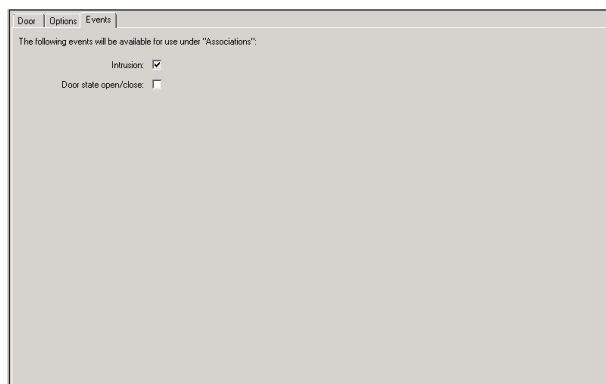 Door Options Events
The following events will be available for use under "Associations":
Intrusion:
Door state open/close: